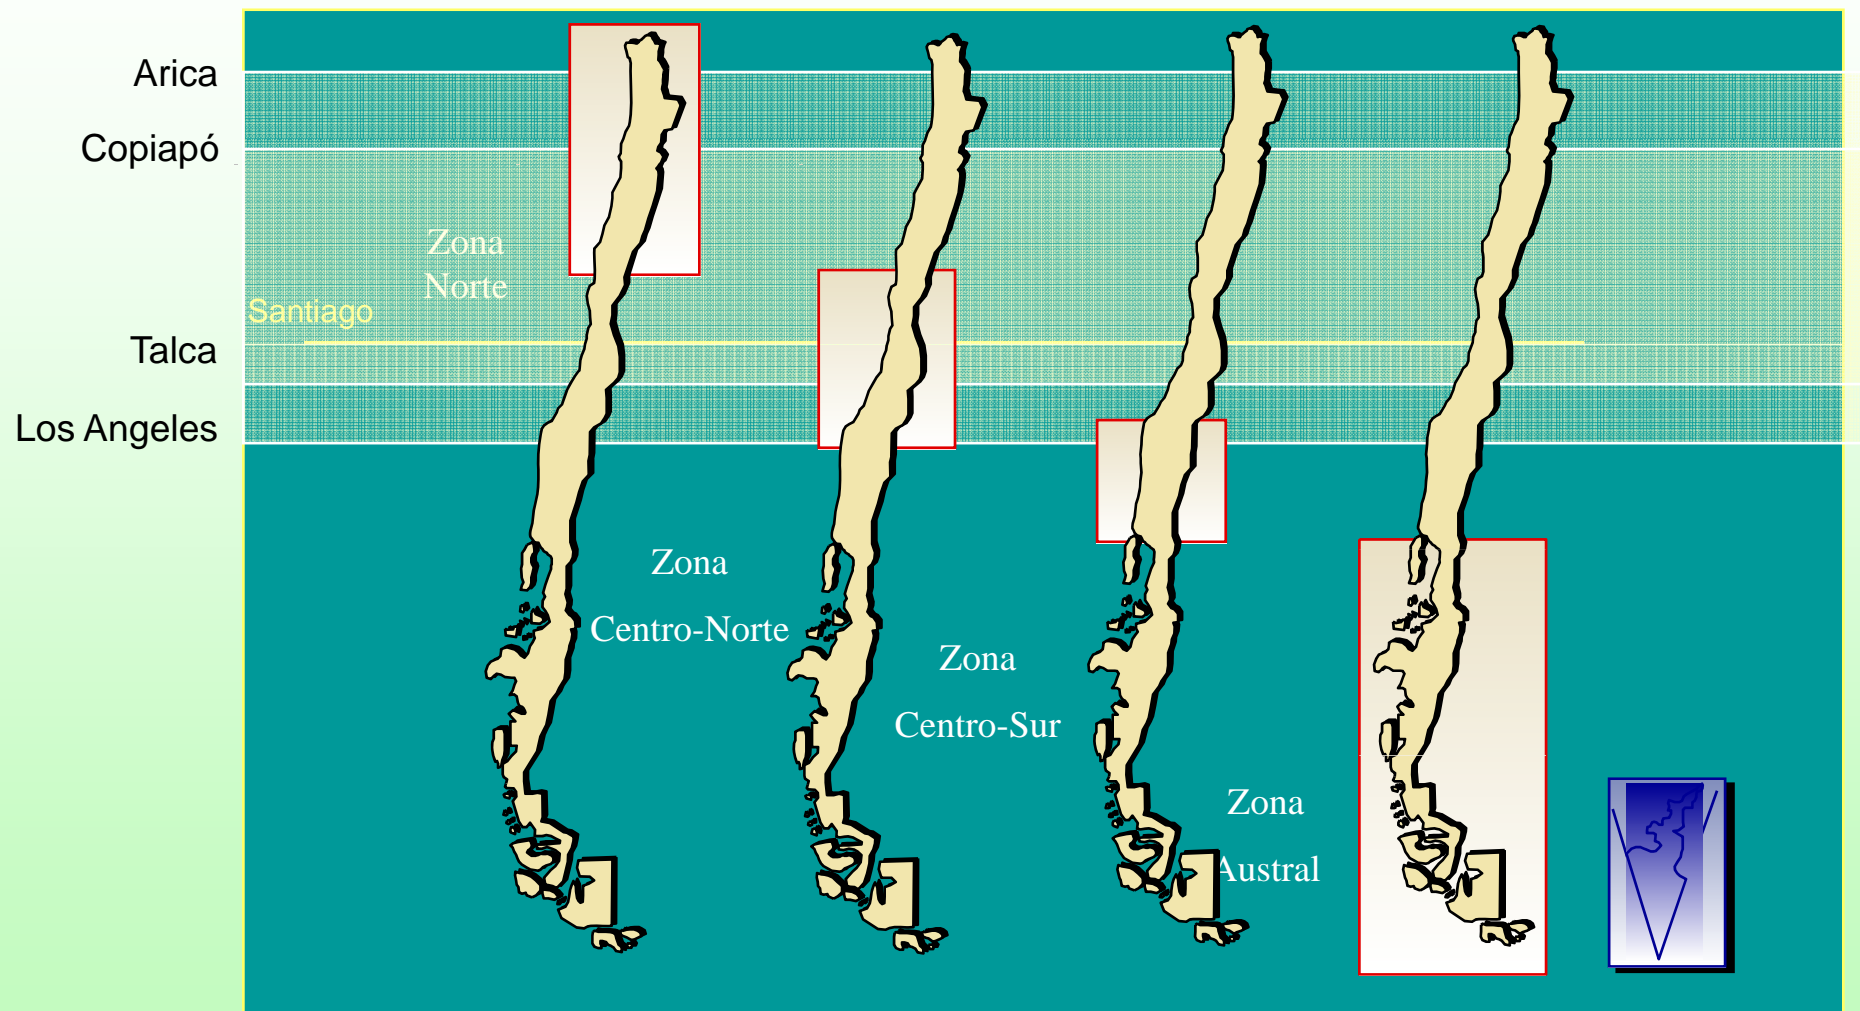 Arica
Copiapó
Zona
Norte
Santiago
Talca
Los Angeles
Zona
Centro-Norte
Zona
Centro-Sur
Zona
Austral